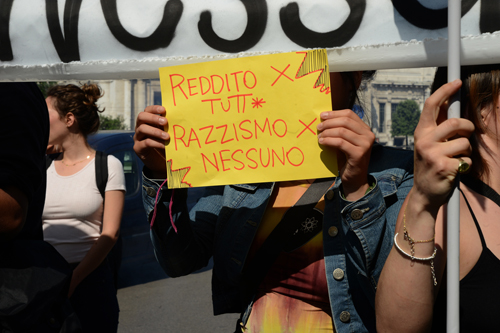 REDDITO X
TUTT*
RAZZISMO X
NESSUNO